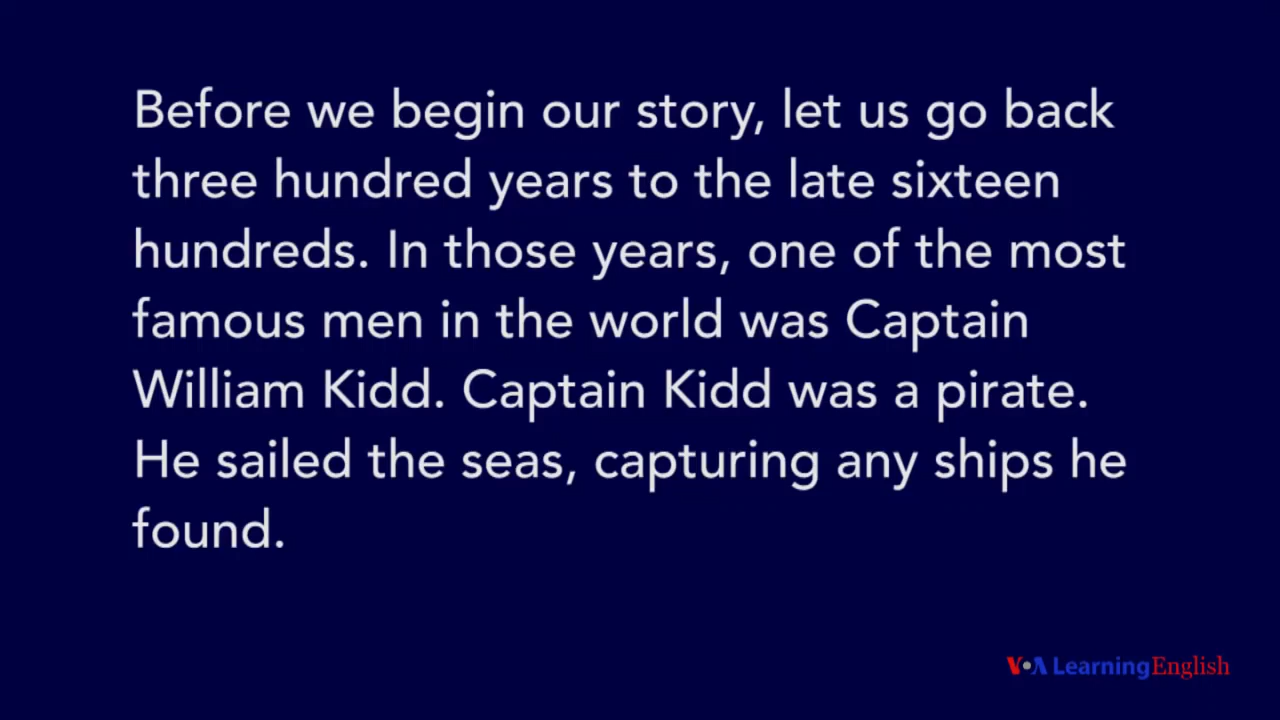 Before we begin our story, let us go back
three hundred years to the late sixteen
hundreds. In those years, one of the most
famous men in the world was Captain
William Kidd. Captain Kidd was a pirate.
He sailed the seas, capturing any ships he
found.
VOA Learning English